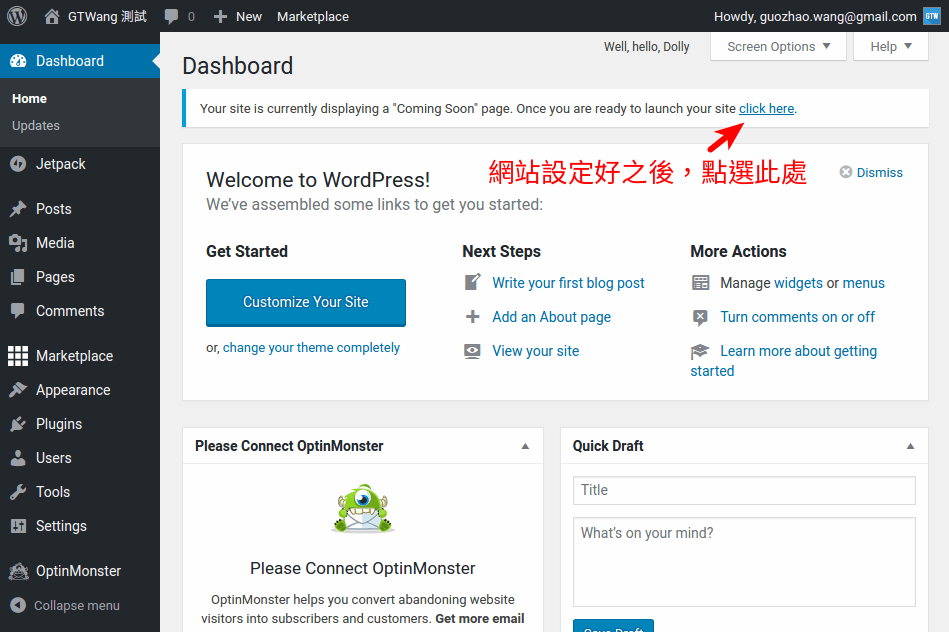 GTWang 測試 0 New Marketplace Howdy, guozhao.wang@gmail.com GTW
Well, hello, Dolly Screen Options Help
Dashboard
Home
Updates
Jetpack
Posts
Media
Pages
Comments
Marketplace
Appearance
Plugins
Users
Tools
Settings
OptinMonster
Collapse menu
Dashboard
Your site is currently displaying a "Coming Soon" page. Once you are ready to launch your site click here.
網站設定好之後，點選此處
Welcome to WordPress!
Dismiss
We've assembled some links to get you started:
Get Started
Customize Your Site
or, change your theme completely
Next Steps
Write your first blog post
Add an About page
View your site
More Actions
Manage widgets or menus
Turn comments on or off
Learn more about getting
started
Please Connect OptinMonster
Please Connect OptinMonster
OptinMonster helps you convert abandoning website
visitors into subscribers and customers. Get more email
Quick Draft
Title
What's on your mind?
Save Draft